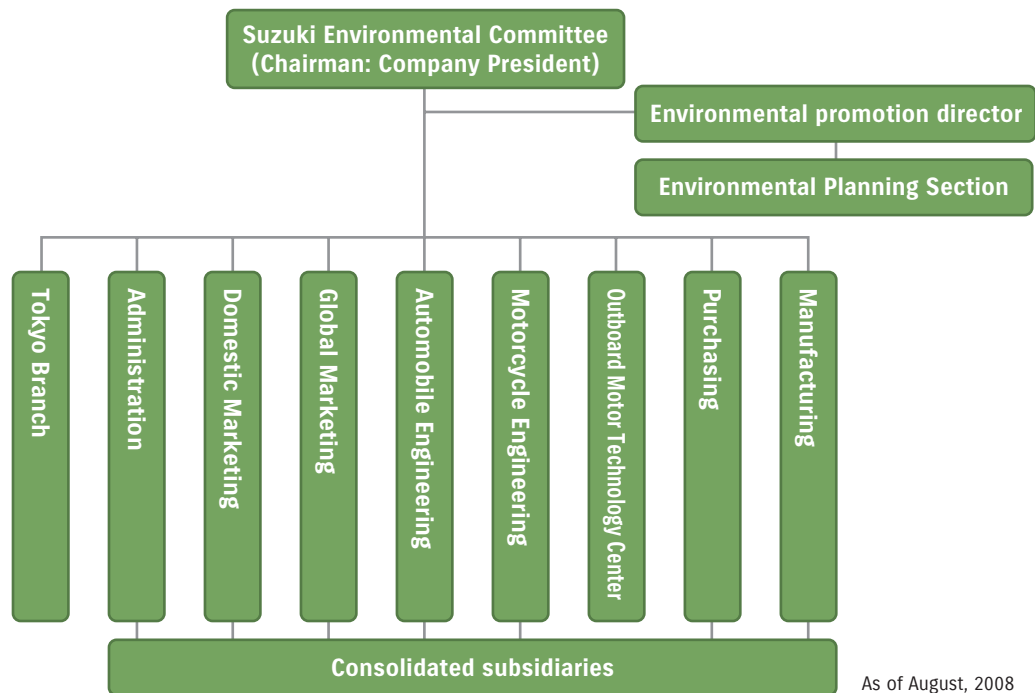 Suzuki Environmental Committee
(Chairman: Company President)
Environmental promotion director
Environmental Planning Section
Tokyo Branch
Administration
Domestic Marketing
Global Marketing
Automobile Engineering
Motorcycle Engineering
Outboard Motor Technology Center
Purchasing
Manufacturing
Consolidated subsidiaries
As of August, 2008